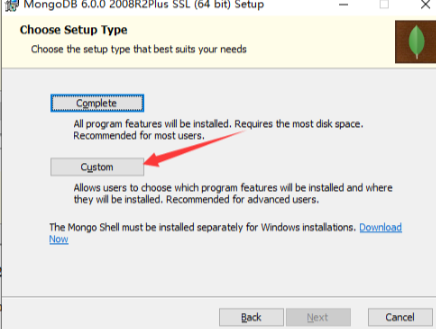 MongoDB 6.0.0 2008R2Plus SSL (64 bit) Setup
Choose Setup Type
Choose the setup type that best suits your needs
Complete
All program features will be installed. Requires the most disk space.
Recommended for most users.
Custom
Allows users to choose which program features will be installed and where
they will be installed. Recommended for advanced users.
The Mongo Shell must be installed separately for Windows installations. Download
Now
Back Next Cancel